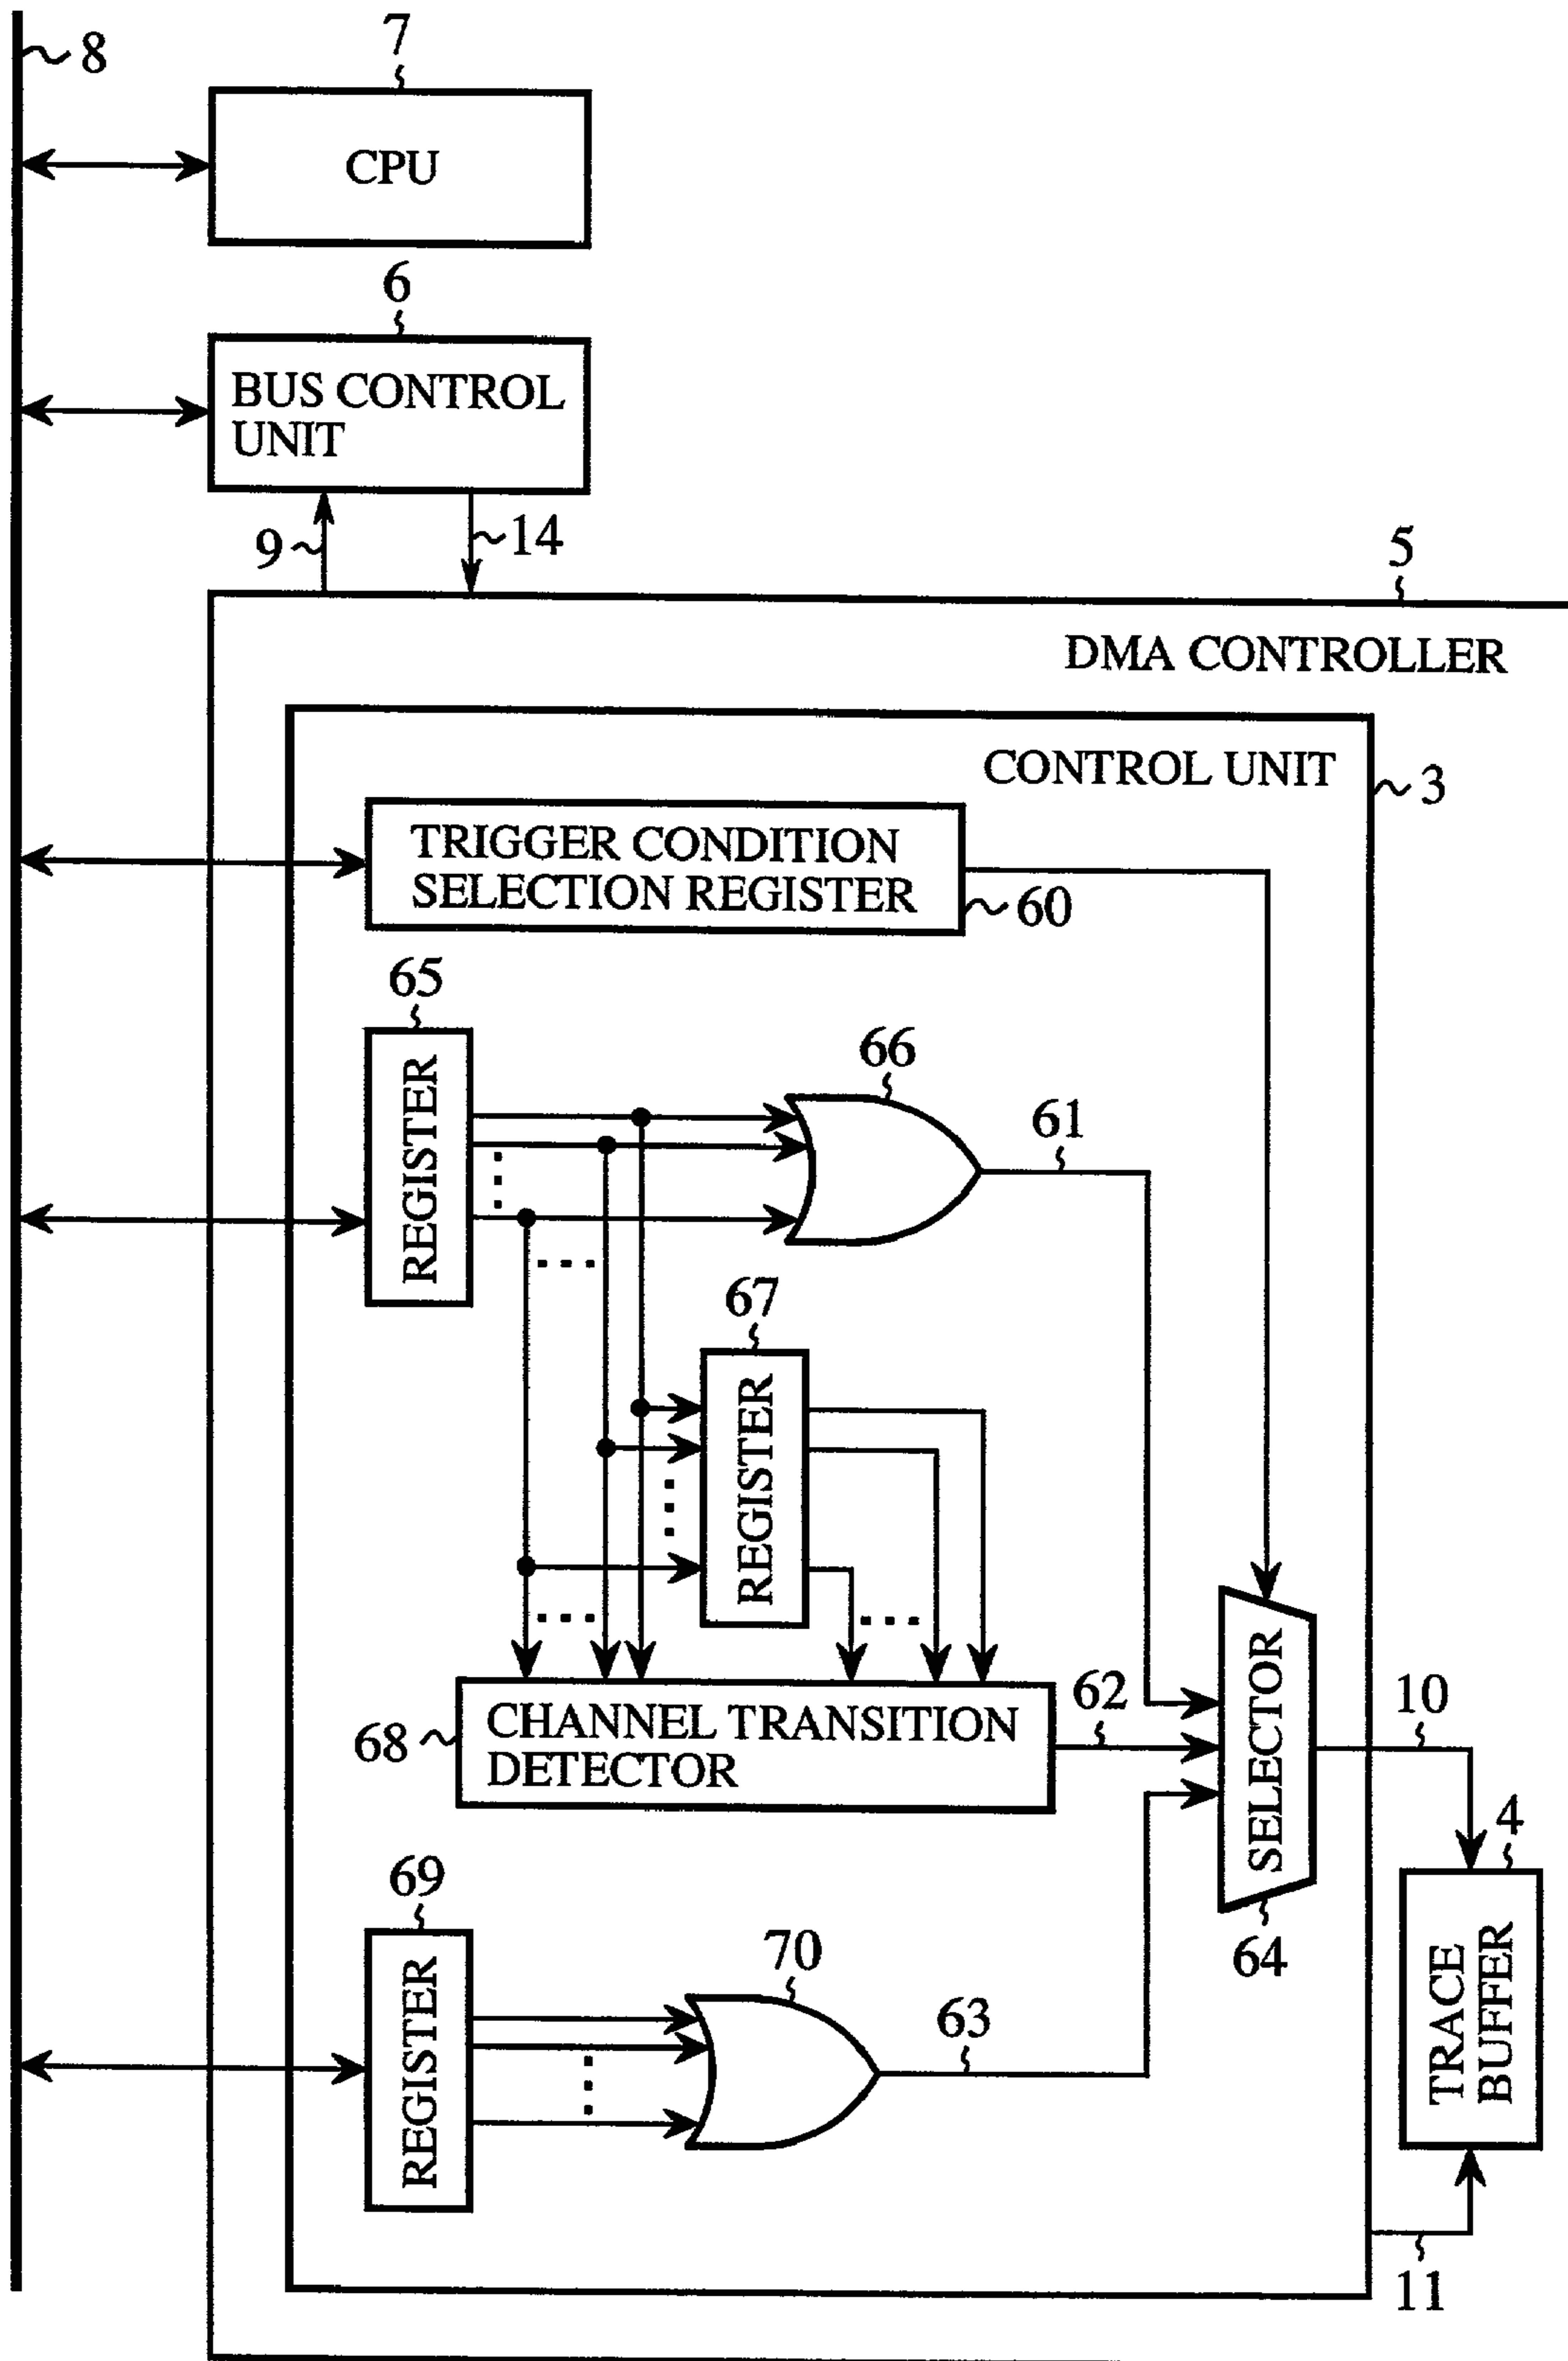 8
7
CPU
6
BUS CONTROL
UNIT
9
14
5
DMA CONTROLLER
CONTROL UNIT
3
TRIGGER CONDITION
SELECTION REGISTER
60
65
REGISTER
66
61
67
REGISTER
68
CHANNEL TRANSITION
DETECTOR
62
SELECTOR
64
10
4
TRACE
BUFFER
69
REGISTER
70
63
11